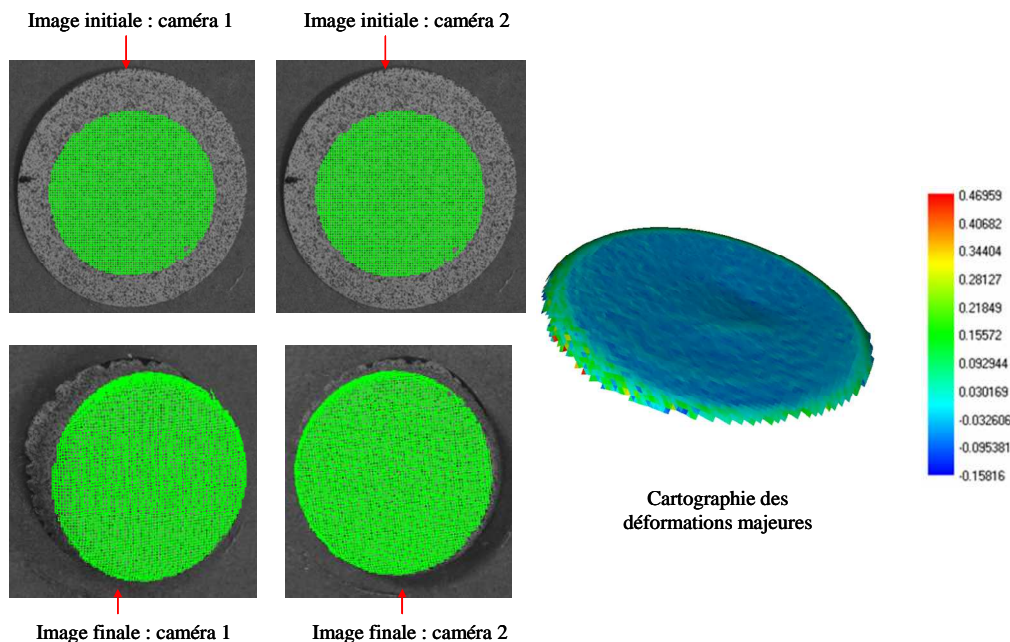 Image initiale : caméra 1
Image initiale : caméra 2
0.46959
0.40682
0.34404
0.28127
0.21849
0.15572
0.092944
0.030169
-0.032606
-0.095381
-0.15816
Cartographie des
déformations majeures
Image finale : caméra 1
Image finale : caméra 2